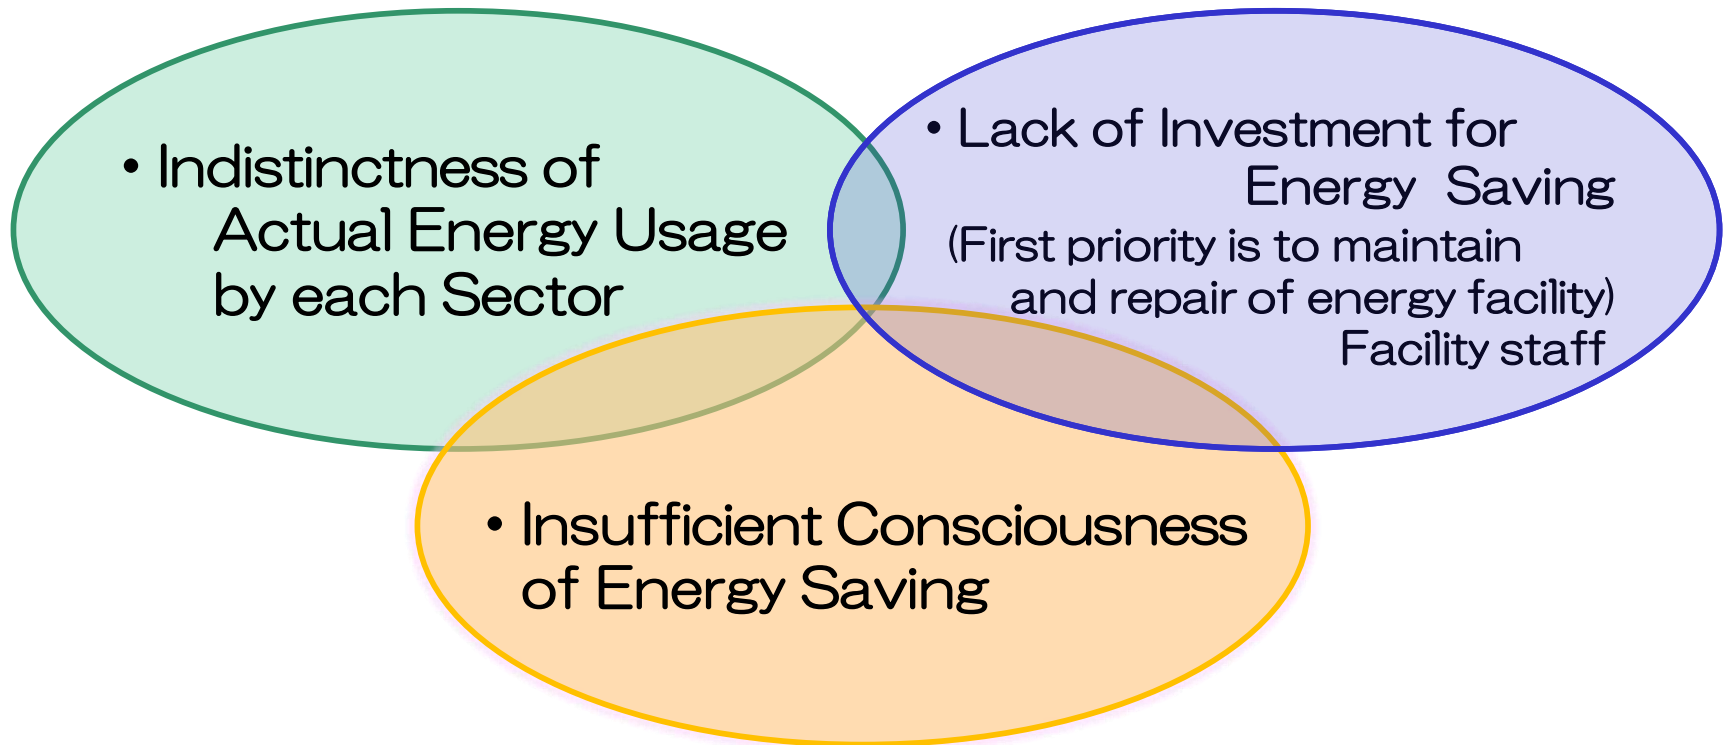 • Indistinctness of
Actual Energy Usage
by each Sector
• Lack of Investment for
Energy Saving
(First priority is to maintain
and repair of energy facility)
Facility staff
• Insufficient Consciousness
of Energy Saving